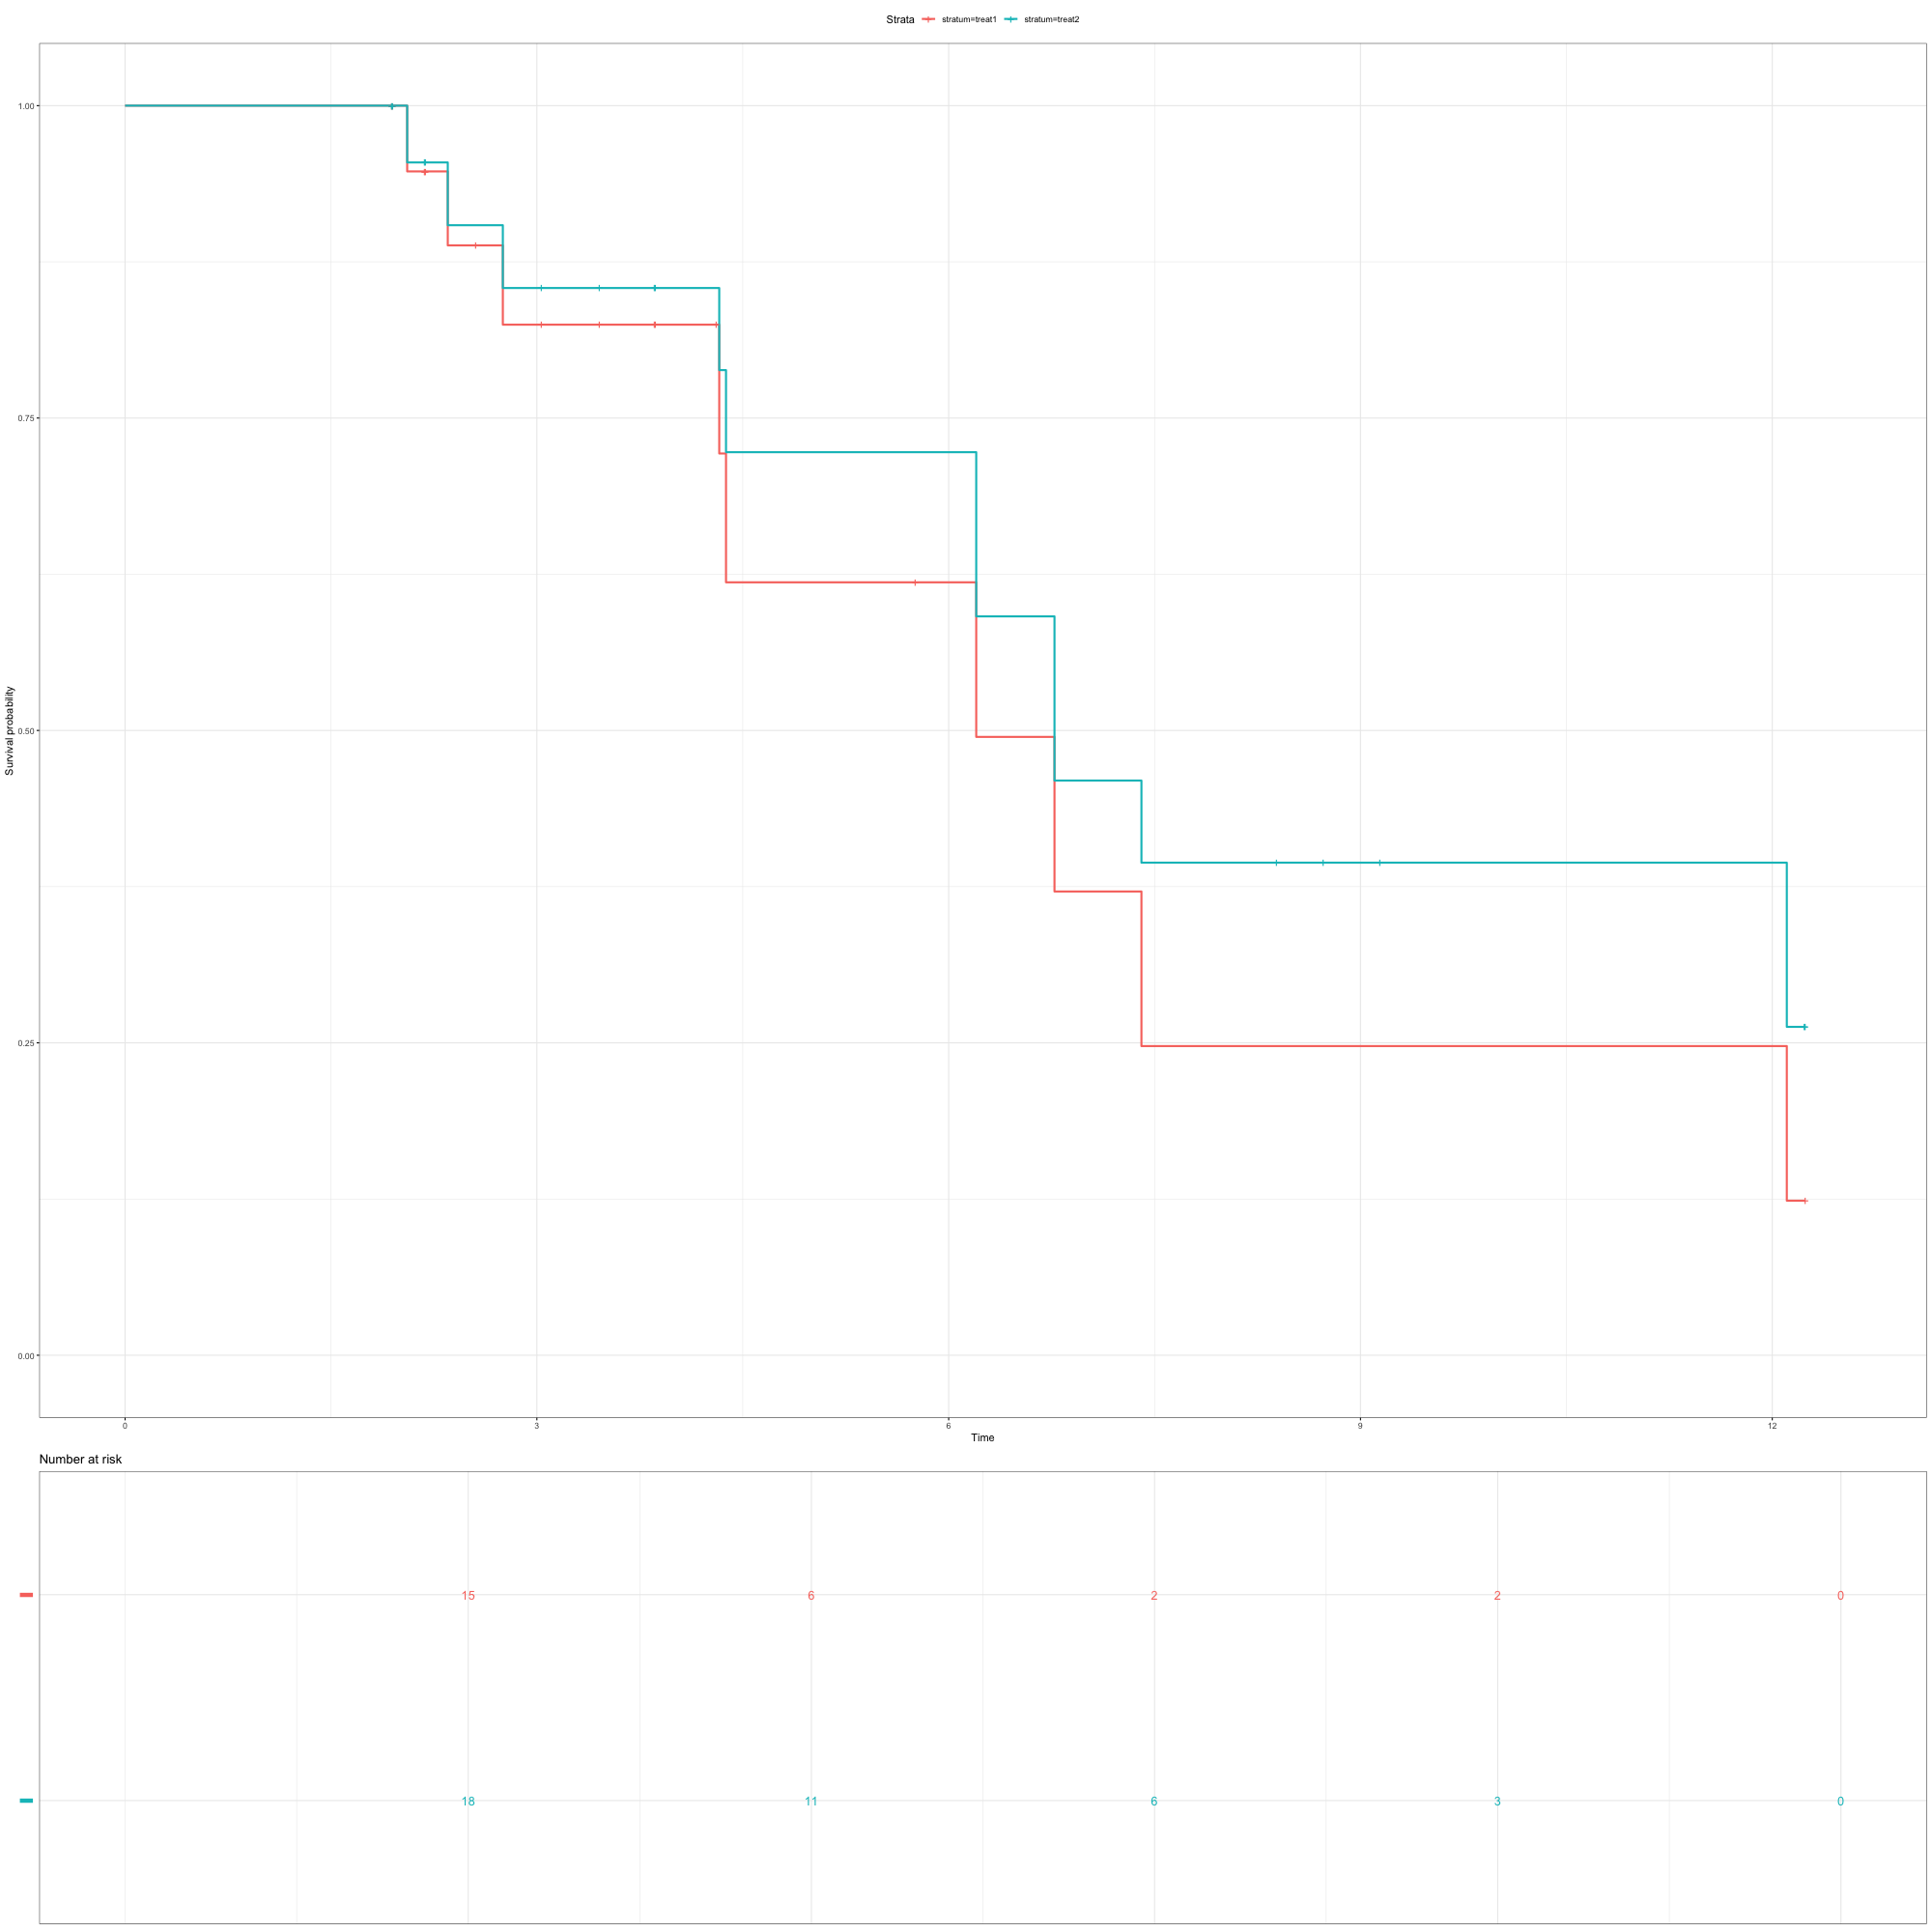 Strata stratum=treat1 stratum=treat2
Survival probability
1.00
0.75
0.50
0.25
0.00
0 3 6 9 12
Time
Number at risk
15 6 2 2 0
18 11 6 3 0